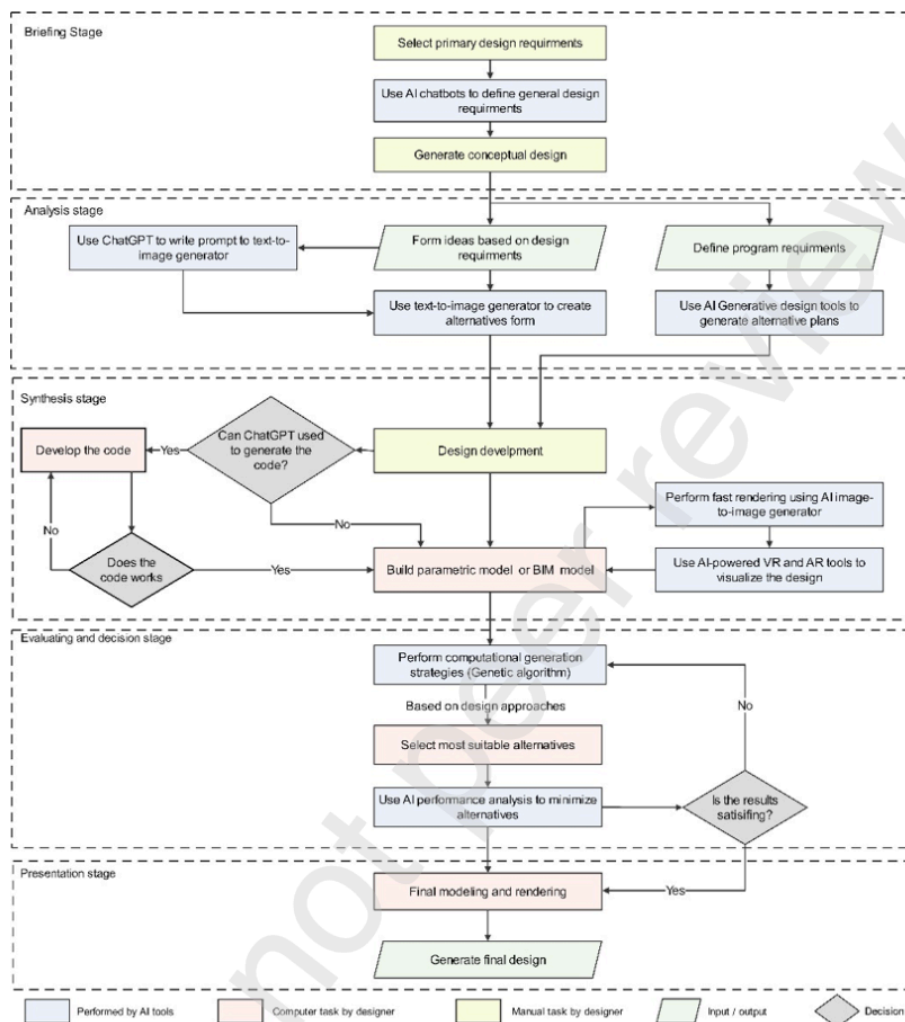 Briefing Stage
Select primary design requirments
Use AI chatbots to define general design
requirments
Generate conceptual design
Analysis stage
Use ChatGPT to write prompt to text-to-
image generator
Form ideas based on design
requirments
Define program requirments
Use text-to-image generator to create
alternatives form
Use AI Generative design tools to
generate alternative plans
Synthesis stage
Develop the code
Yes
Can ChatGPT used
to generate the
code?
Design develpment
No
No
Perform fast rendering using AI image-
to-image generator
Does the
code works
Yes
Build parametric model or BIM model
Use AI-powered VR and AR tools to
visualize the design
Evaluating and decision stage
Perform computational generation
strategies (Genetic algorithm)
Based on design approaches
No
Select most suitable alternatives
Use AI performance analysis to minimize
alternatives
Is the results
satisifing?
Presentation stage
Final modeling and rendering
Yes
Generate final design
Performed by AI tools
Computer task by designer
Manual task by designer
Input / output
Decision
not peer review